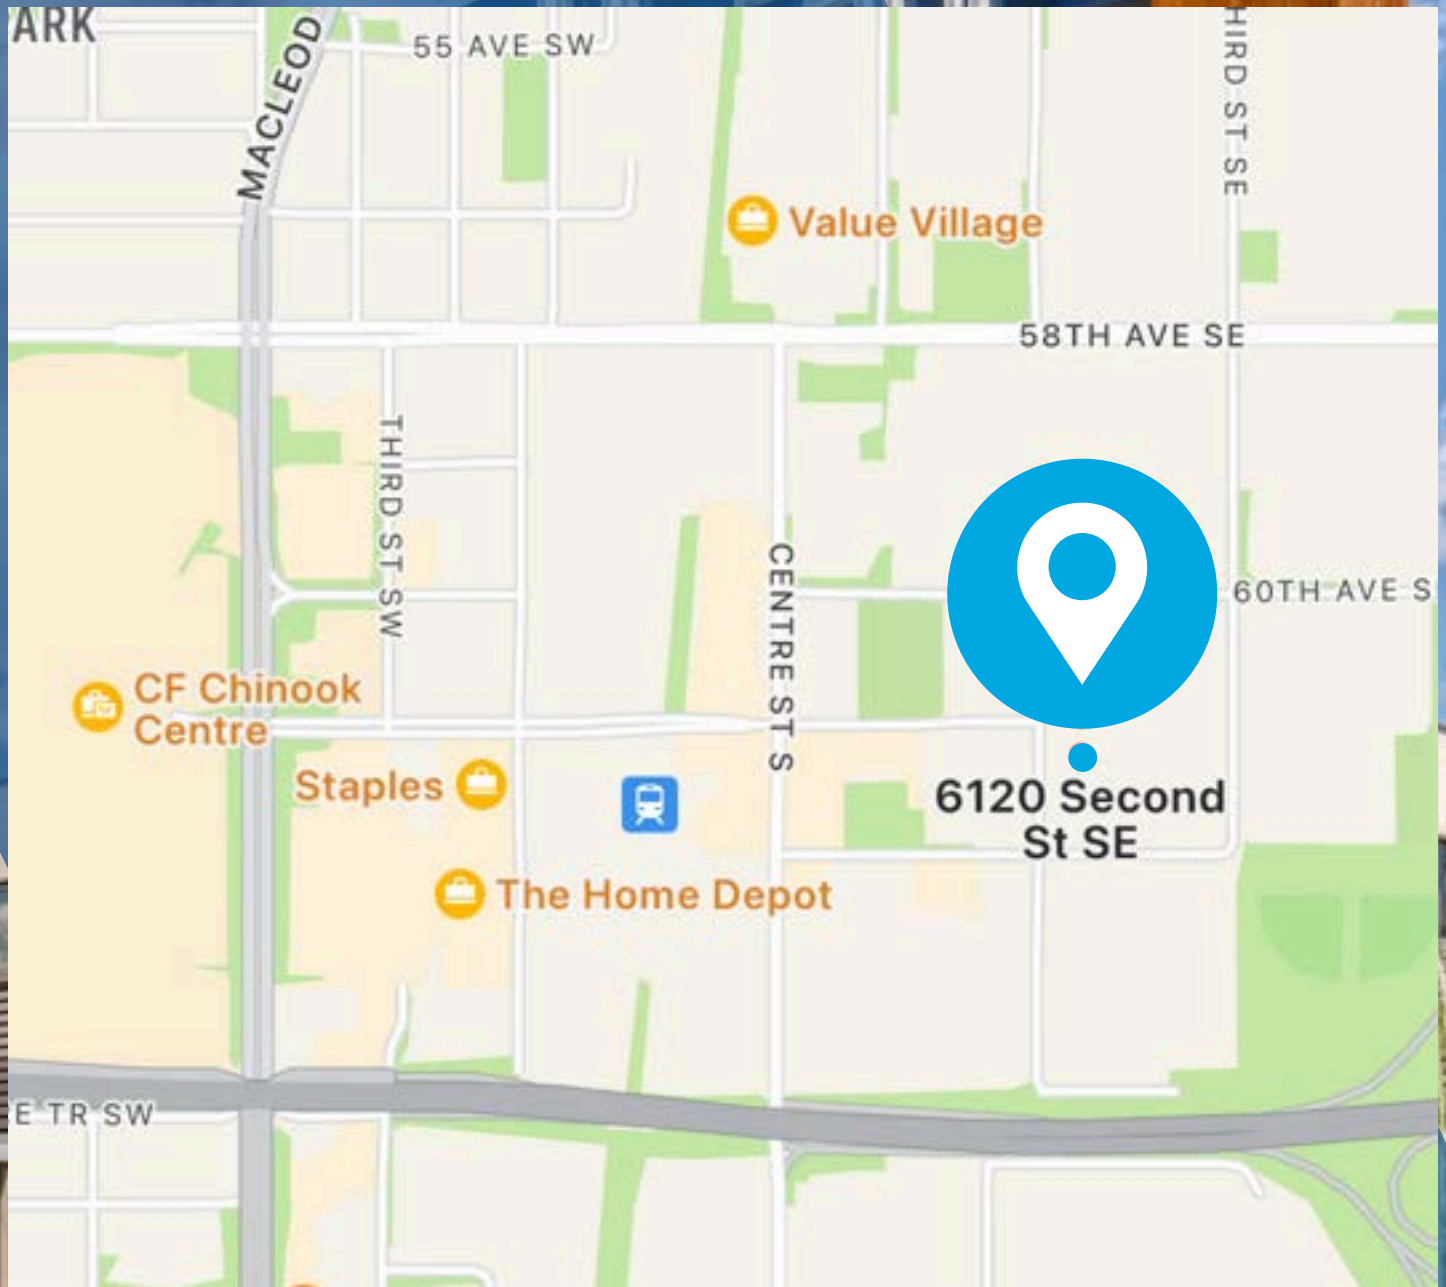 ARK
55 AVE SW
MACLEOD
HIRD ST SE
Value Village
58TH AVE SE
THIRD ST SW
CENTRE ST S
60TH AVE S
CF Chinook
Centre
Staples
6120 Second
St SE
The Home Depot
E TR SW